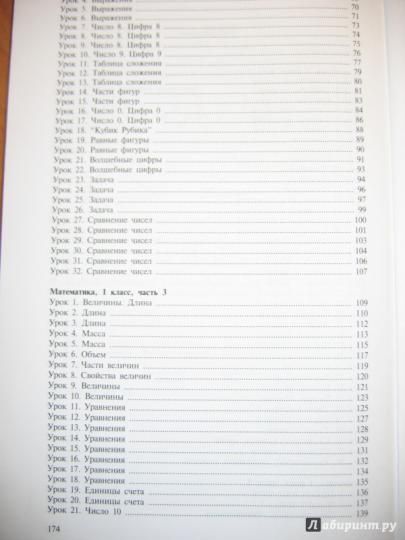 Урок 4. Выражения
Урок 5. Выражения 70
Урок 6. Выражения 71
Урок 7. Число 8. Цифра 8 73
Урок 8. Число 8. Цифра 8 74
Урок 9. Число 8. Цифра 8 75
Урок 10. Число 9. Цифра 9 76
Урок 11. Таблица сложения 77
Урок 12. Таблица сложения 79
Урок 13. Таблица сложения 80
Урок 14. Части фигур 81
Урок 15. Части фигур 83
Урок 16. Число 0. Цифра 0 84
Урок 17. Число 0. Цифра 0 86
Урок 18. "Кубик Рубика" 88
Урок 19. Равные фигуры 89
Урок 20. Равные фигуры 90
Урок 21. Волшебные цифры 91
Урок 22. Волшебные цифры 93
Урок 23. Задача 94
Урок 24. Задача 96
Урок 25. Задача 97
Урок 26. Задача 99
Урок 27. Сравнение чисел 100
Урок 28. Сравнение чисел 101
Урок 29. Сравнение чисел 103
Урок 30. Сравнение чисел 104
Урок 31. Сравнение чисел 106
Урок 32. Сравнение чисел 107
Математика, 1 класс, часть 3
Урок 1. Величины. Длина 109
Урок 2. Длина 110
Урок 3. Длина 112
Урок 4. Масса 113
Урок 5. Масса 115
Урок 6. Объем 117
Урок 7. Части величин 119
Урок 8. Свойства величин 120
Урок 9. Величины 121
Урок 10. Величины 123
Урок 11. Уравнения 125
Урок 12. Уравнения 127
Урок 13. Уравнения 128
Урок 14. Уравнения 130
Урок 15. Уравнения 131
Урок 16. Уравнения 132
Урок 17. Уравнения 134
Урок 18. Уравнения 135
Урок 19. Единицы счета 136
Урок 20. Единицы счета 137
Урок 21. Число 10 139
174
Лабиринт.ру